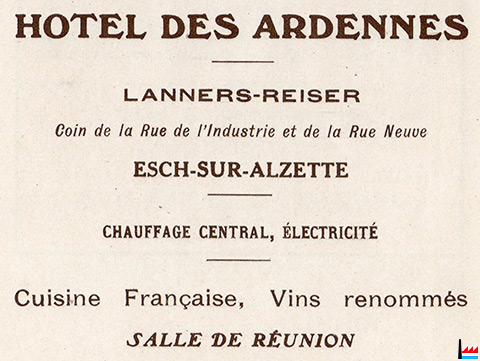 HOTEL DES ARDENNES
LANNERS-REISER
Coin de la Rue de l'Industrie et de la Rue Neuve
ESCH-SUR-ALZETTE
CHAUFFAGE CENTRAL, ÉLECTRICITÉ
Cuisine Française, Vins renommés
SALLE DE RÉUNION